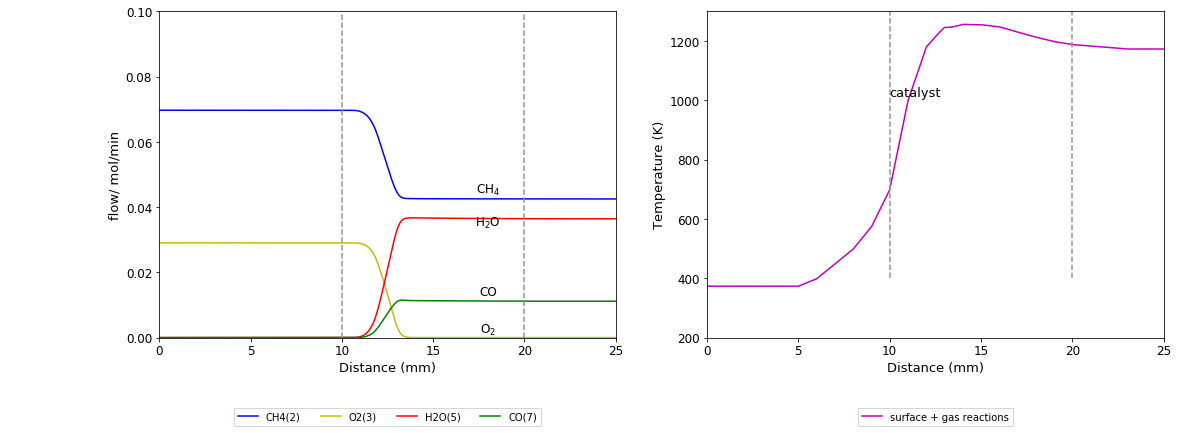 0.10
0.08
0.06
0.04
0.02
0.00
flow/ mol/min
CH₄
H₂O
CO
O₂
0 5 10 15 20 25
Distance (mm)
CH4(2) O2(3) H2O(5) CO(7)
1200
1000
800
600
400
200
Temperature (K)
catalyst
0 5 10 15 20 25
Distance (mm)
surface + gas reactions